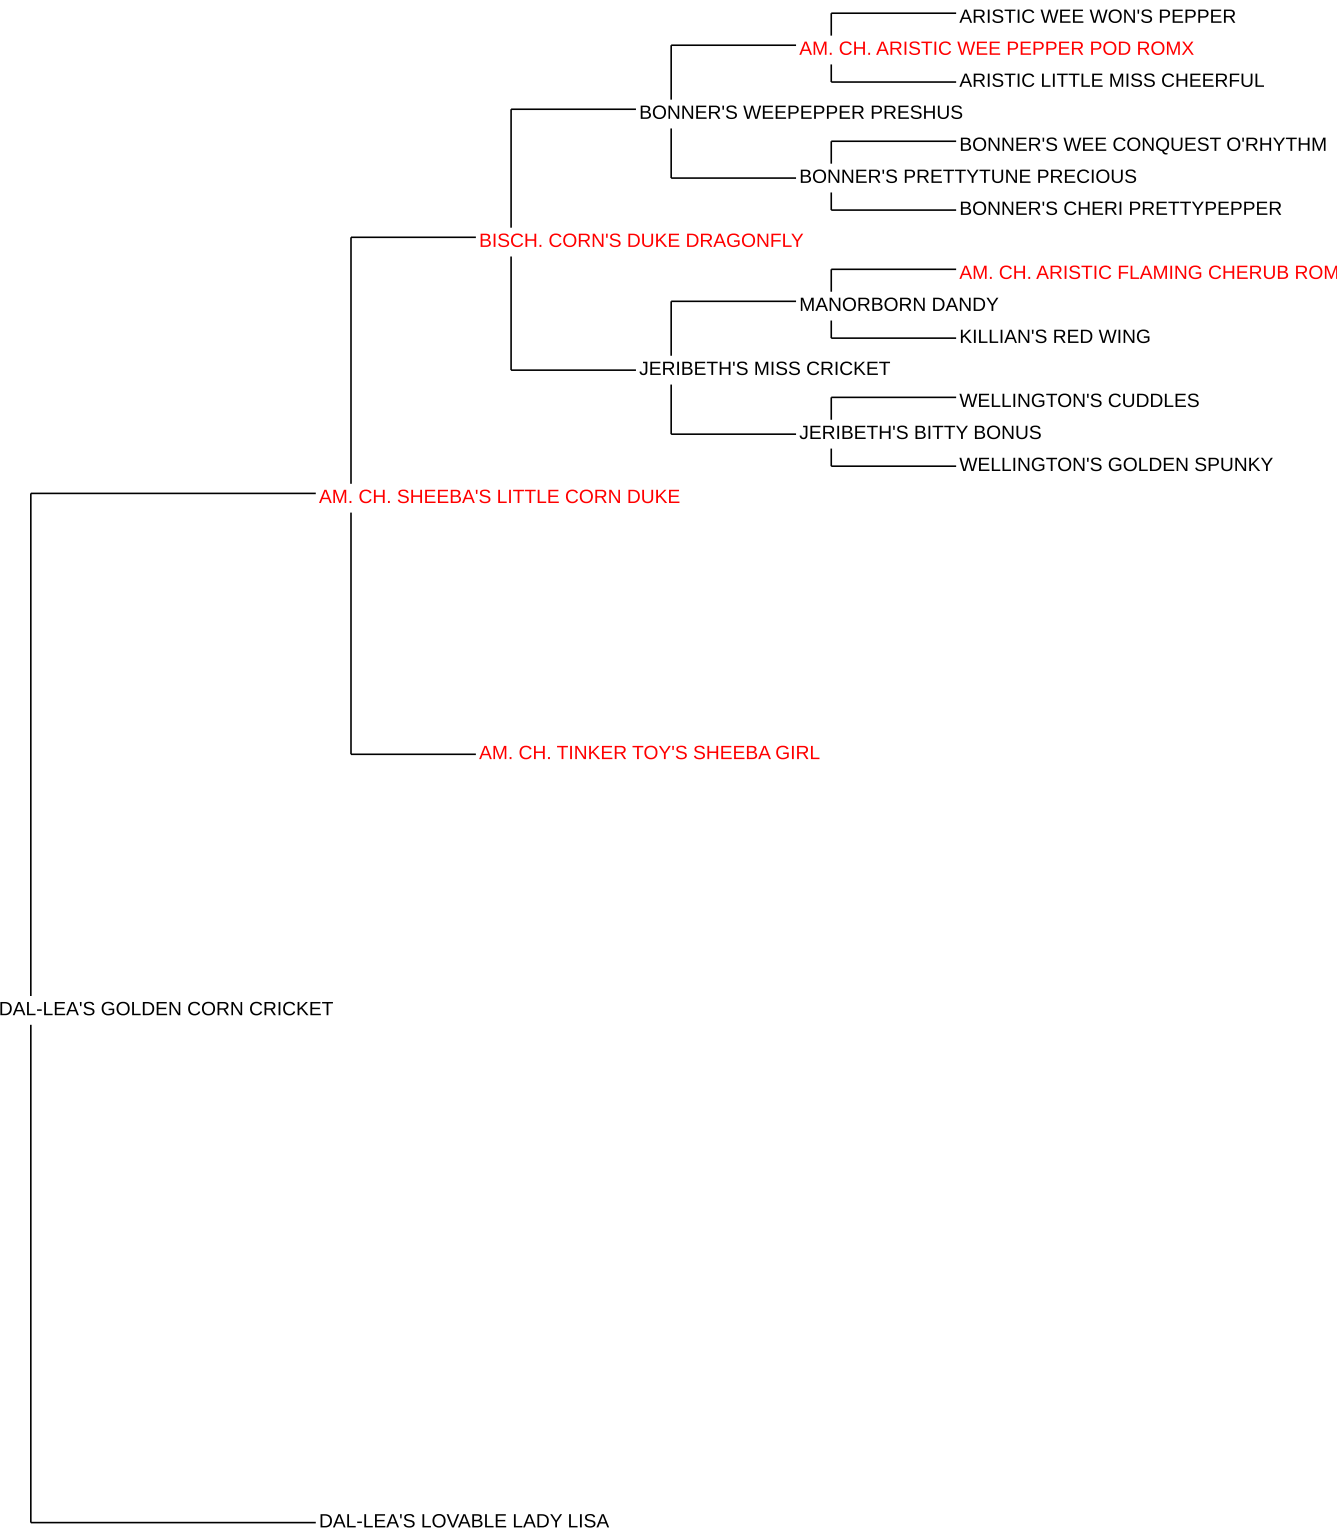 ARISTIC WEE WON'S PEPPER
AM. CH. ARISTIC WEE PEPPER POD ROMX
ARISTIC LITTLE MISS CHEERFUL
BONNER'S WEEPEPPER PRESHUS
BONNER'S WEE CONQUEST O'RHYTHM
BONNER'S PRETTYTUNE PRECIOUS
BONNER'S CHERI PRETTYPEPPER
BISCH. CORN'S DUKE DRAGONFLY
AM. CH. ARISTIC FLAMING CHERUB ROM
MANORBORN DANDY
KILLIAN'S RED WING
JERIBETH'S MISS CRICKET
WELLINGTON'S CUDDLES
JERIBETH'S BITTY BONUS
WELLINGTON'S GOLDEN SPUNKY
AM. CH. SHEEBA'S LITTLE CORN DUKE
AM. CH. TINKER TOY'S SHEEBA GIRL
DAL-LEA'S GOLDEN CORN CRICKET
DAL-LEA'S LOVABLE LADY LISA